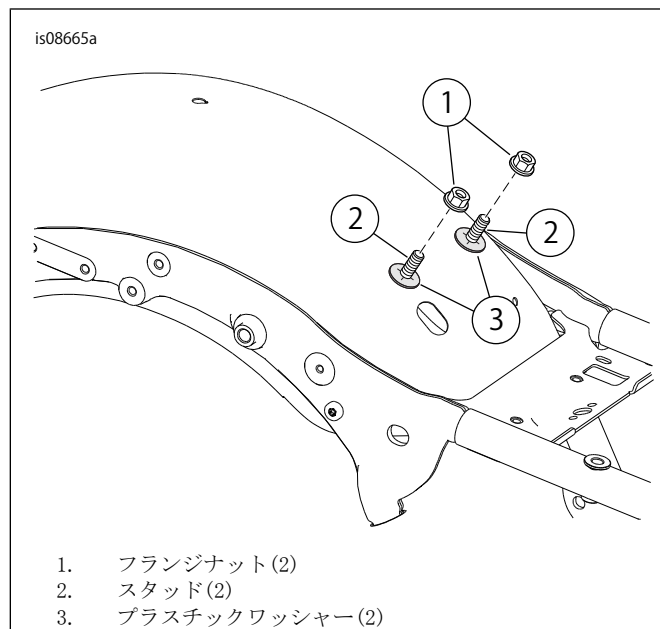 is08665a
1
2
2
3
1. フランジナット(2)
2. スタッド(2)
3. プラスチックワッシャー(2)